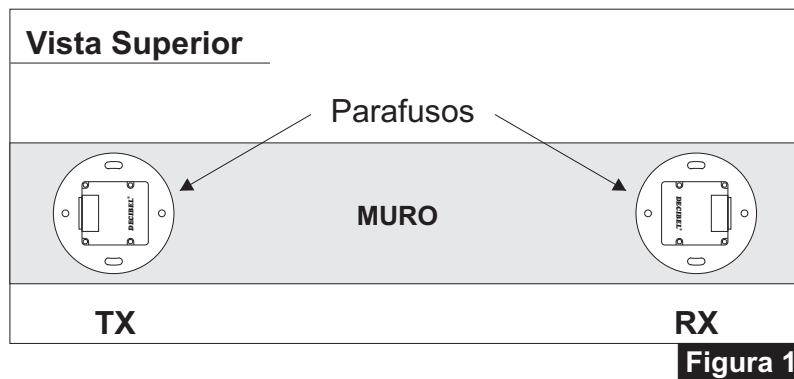 Vista Superior
Parafusos
DECIBEL®
MURO
DECIBEL®
TX
RX
Figura 1